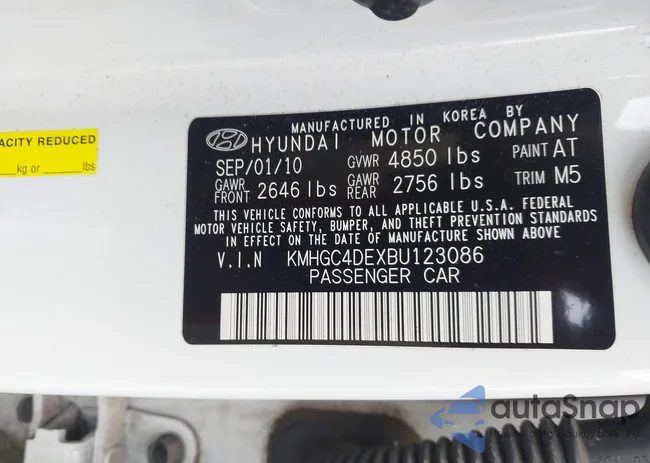 ACITY REDUCED
kg or lbs
MANUFACTURED IN KOREA BY
HYUNDAI MOTOR COMPANY
SEP/01/10 GVWR 4850 lbs PAINT AT
GAWR FRONT 2646 lbs GAWR REAR 2756 lbs TRIM M5
THIS VEHICLE CONFORMS TO ALL APPLICABLE U.S.A. FEDERAL
MOTOR VEHICLE SAFETY, BUMPER, AND THEFT PREVENTION STANDARDS
IN EFFECT ON THE DATE OF MANUFACTURE SHOWN ABOVE
V.I.N KMHGC4DEXBU123086
PASSENGER CAR
autoSnap